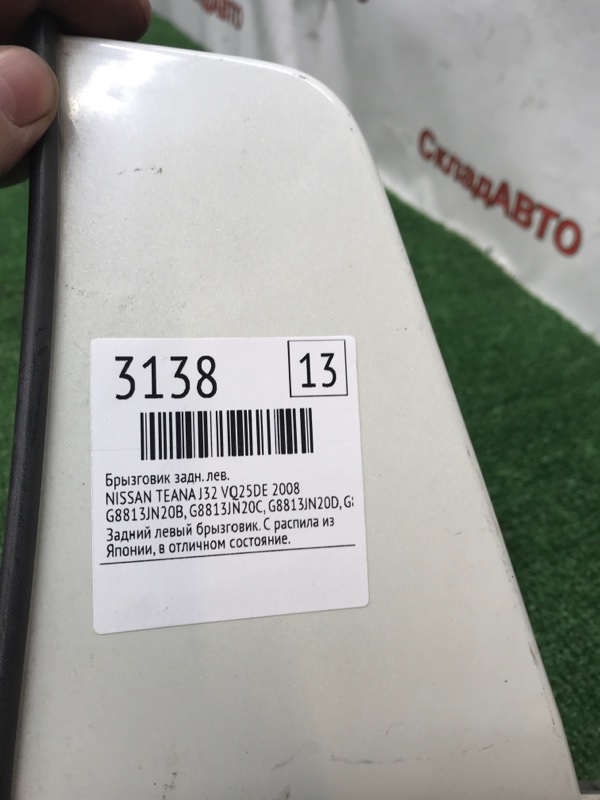 СкладАВТО
3138
13
Брызговик задн. лев.
NISSAN TEANA J32 VQ25DE 2008
G8813JN20B, G8813JN20C, G8813JN20D, G
Задний левый брызговик. С распила из
Японии, в отличном состояние.